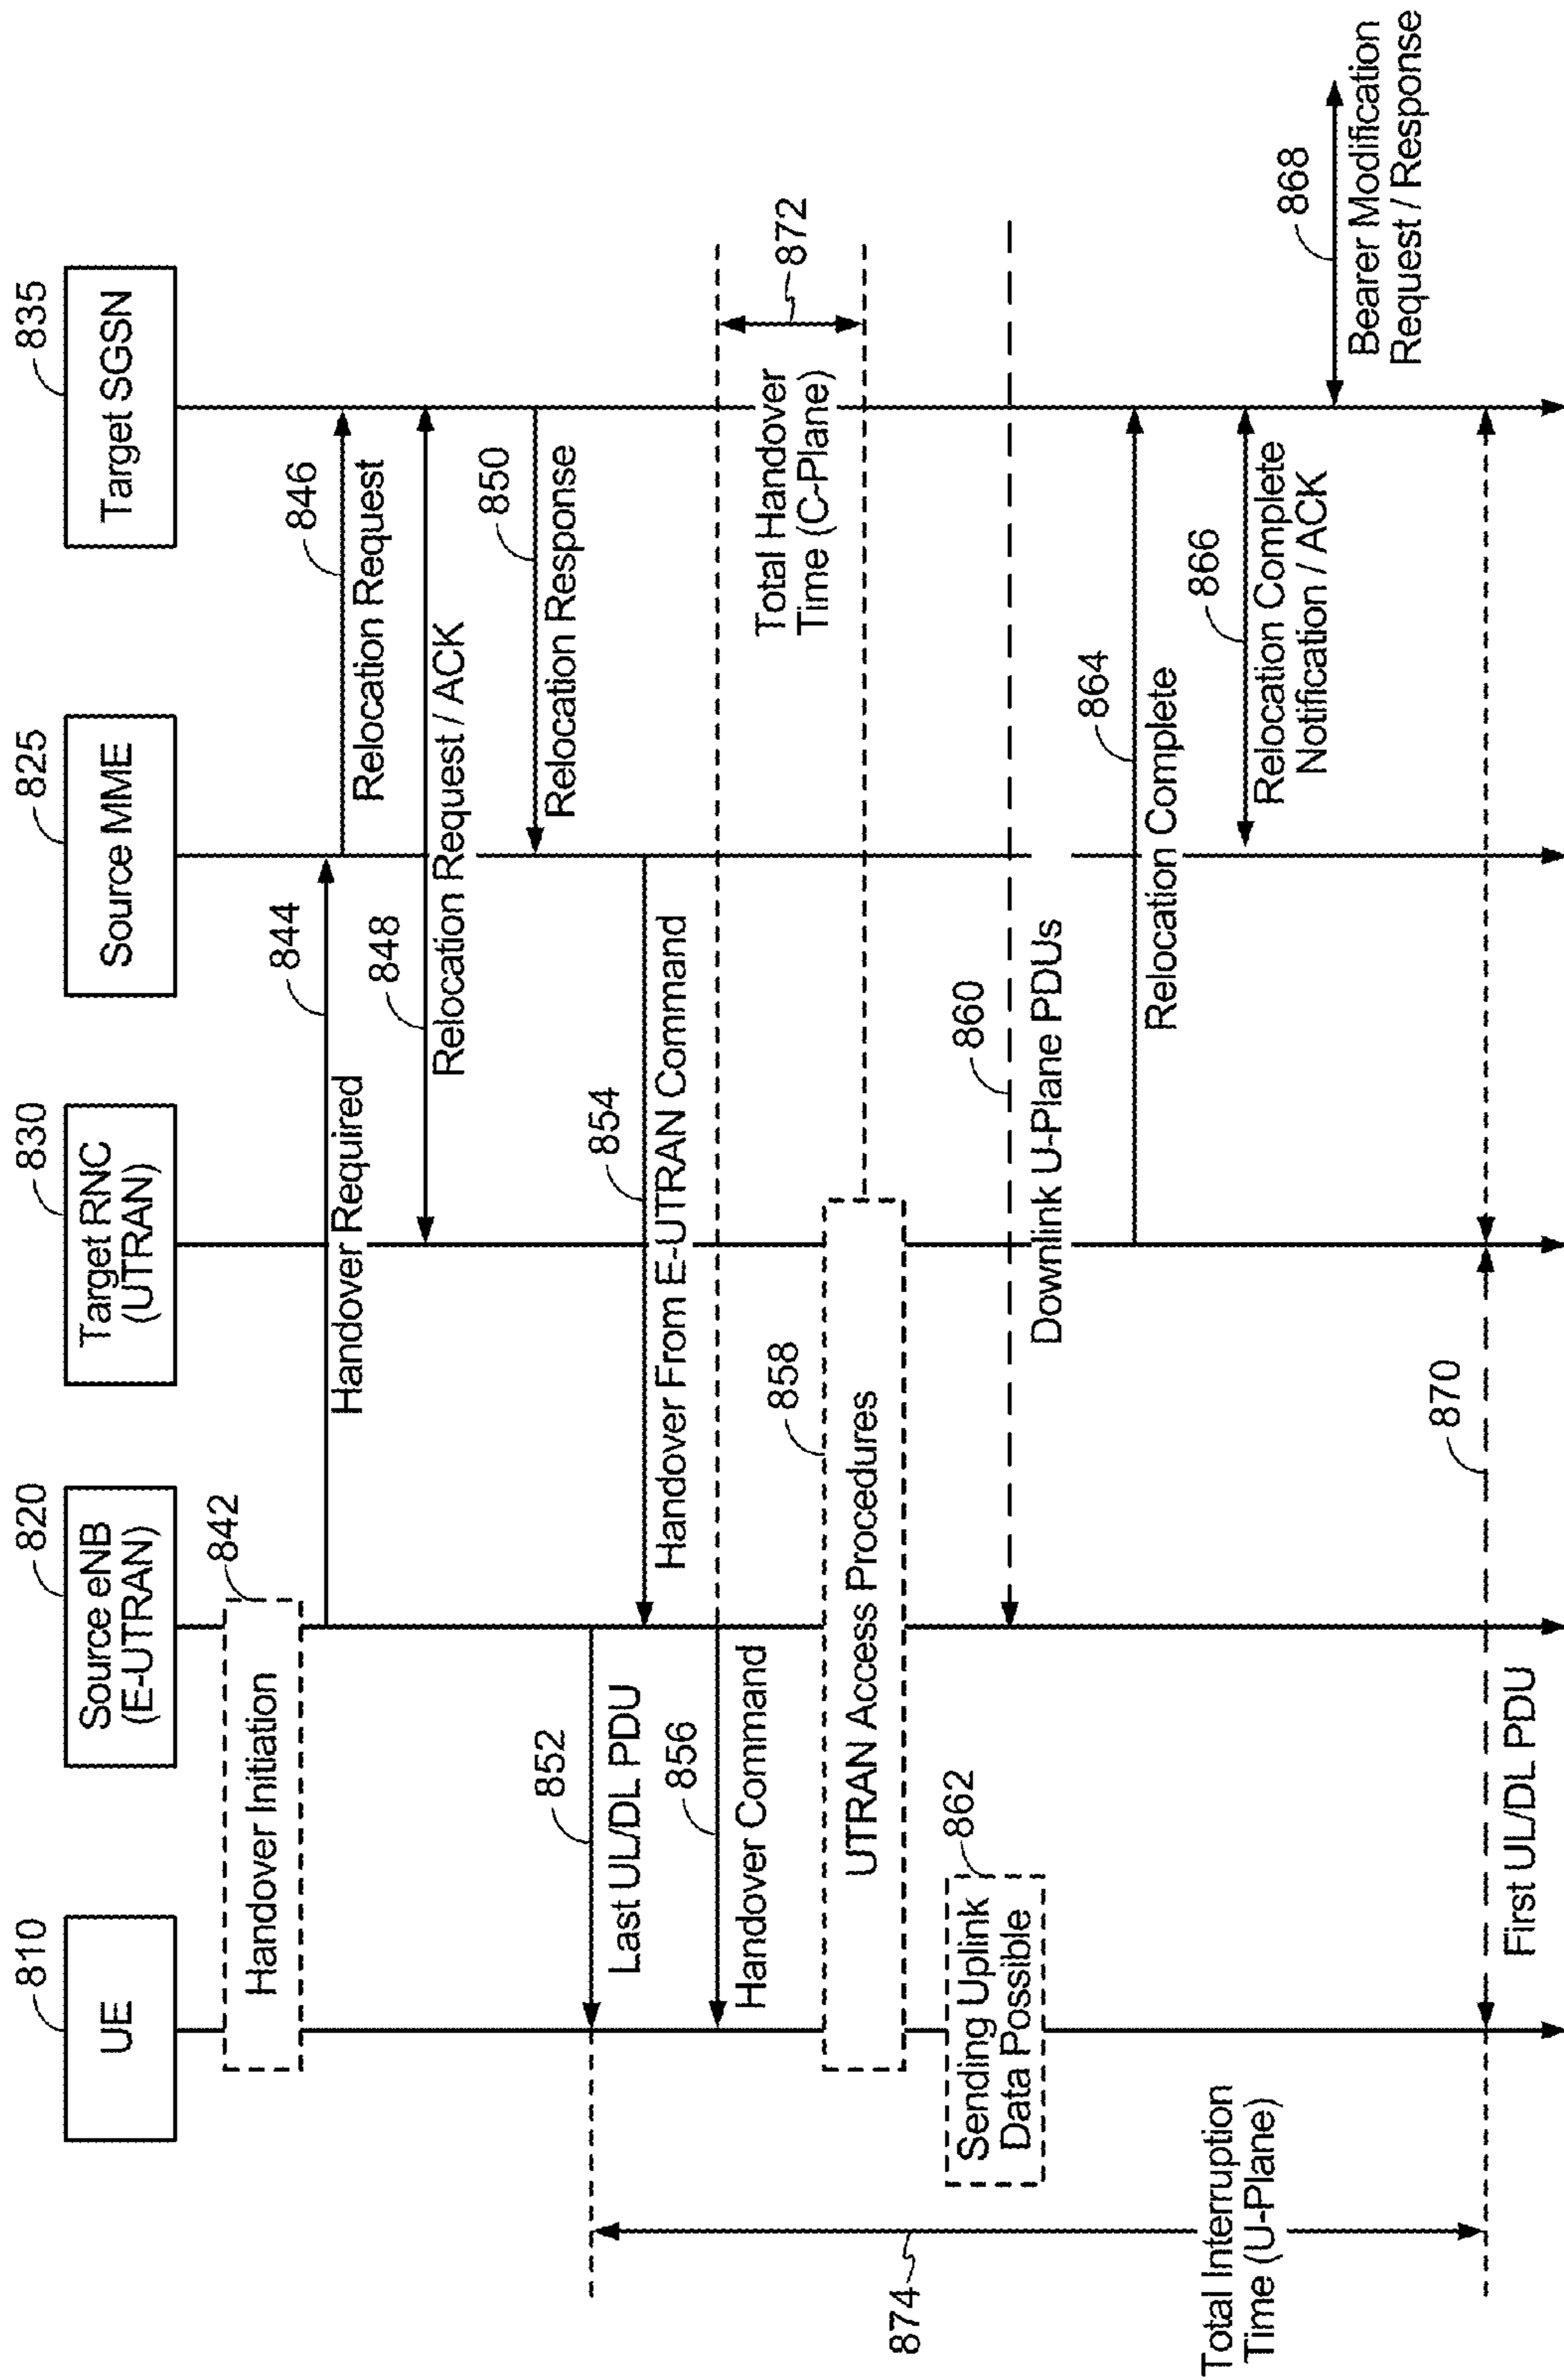 810
UE
820
Source eNB
(E-UTRAN)
830
Target RNC
(UTRAN)
825
Source MME
835
Target SGSN
842
Handover Initiation
844
Handover Required
846
Relocation Request
848
Relocation Request / ACK
850
Relocation Response
852
Last UL/DL PDU
854
Handover From E-UTRAN Command
856
Handover Command
872
Total Handover
Time (C-Plane)
858
UTRAN Access Procedures
862
Sending Uplink
Data Possible
860
Downlink U-Plane PDUs
864
Relocation Complete
866
Relocation Complete
Notification / ACK
868
Bearer Modification
Request / Response
870
First UL/DL PDU
874
Total Interruption
Time (U-Plane)